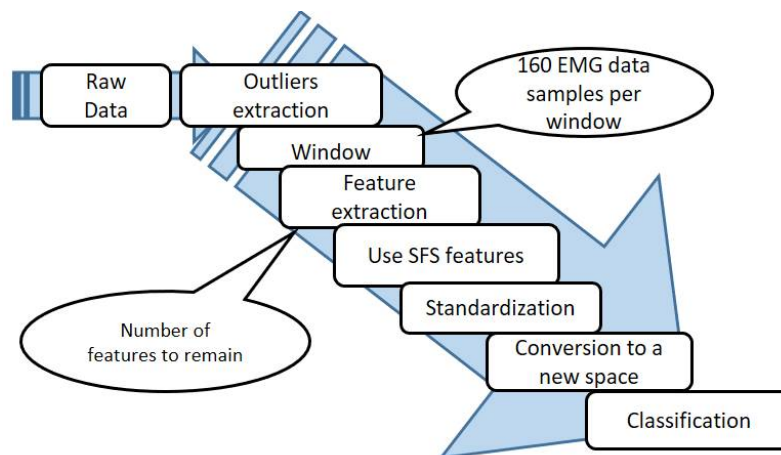 Raw
Data
Outliers
extraction
160 EMG data
samples per
window
Window
Feature
extraction
Use SFS features
Number of
features to remain
Standardization
Conversion to a
new space
Classification